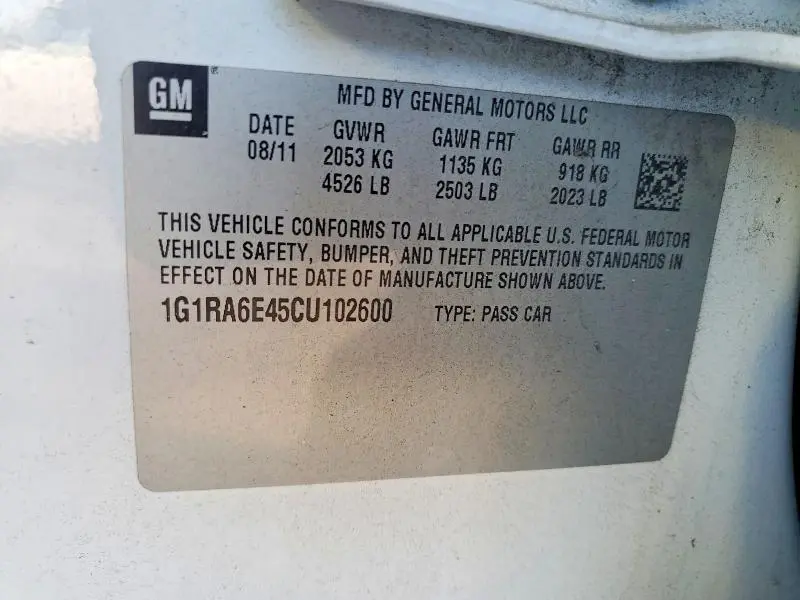 GM
MFD BY GENERAL MOTORS LLC
DATE GVWR GAWR FRT GAWR RR
08/11 2053 KG 1135 KG 918 KG
4526 LB 2503 LB 2023 LB
THIS VEHICLE CONFORMS TO ALL APPLICABLE U.S. FEDERAL MOTOR
VEHICLE SAFETY, BUMPER, AND THEFT PREVENTION STANDARDS IN
EFFECT ON THE DATE OF MANUFACTURE SHOWN ABOVE.
1G1RA6E45CU102600 TYPE: PASS CAR